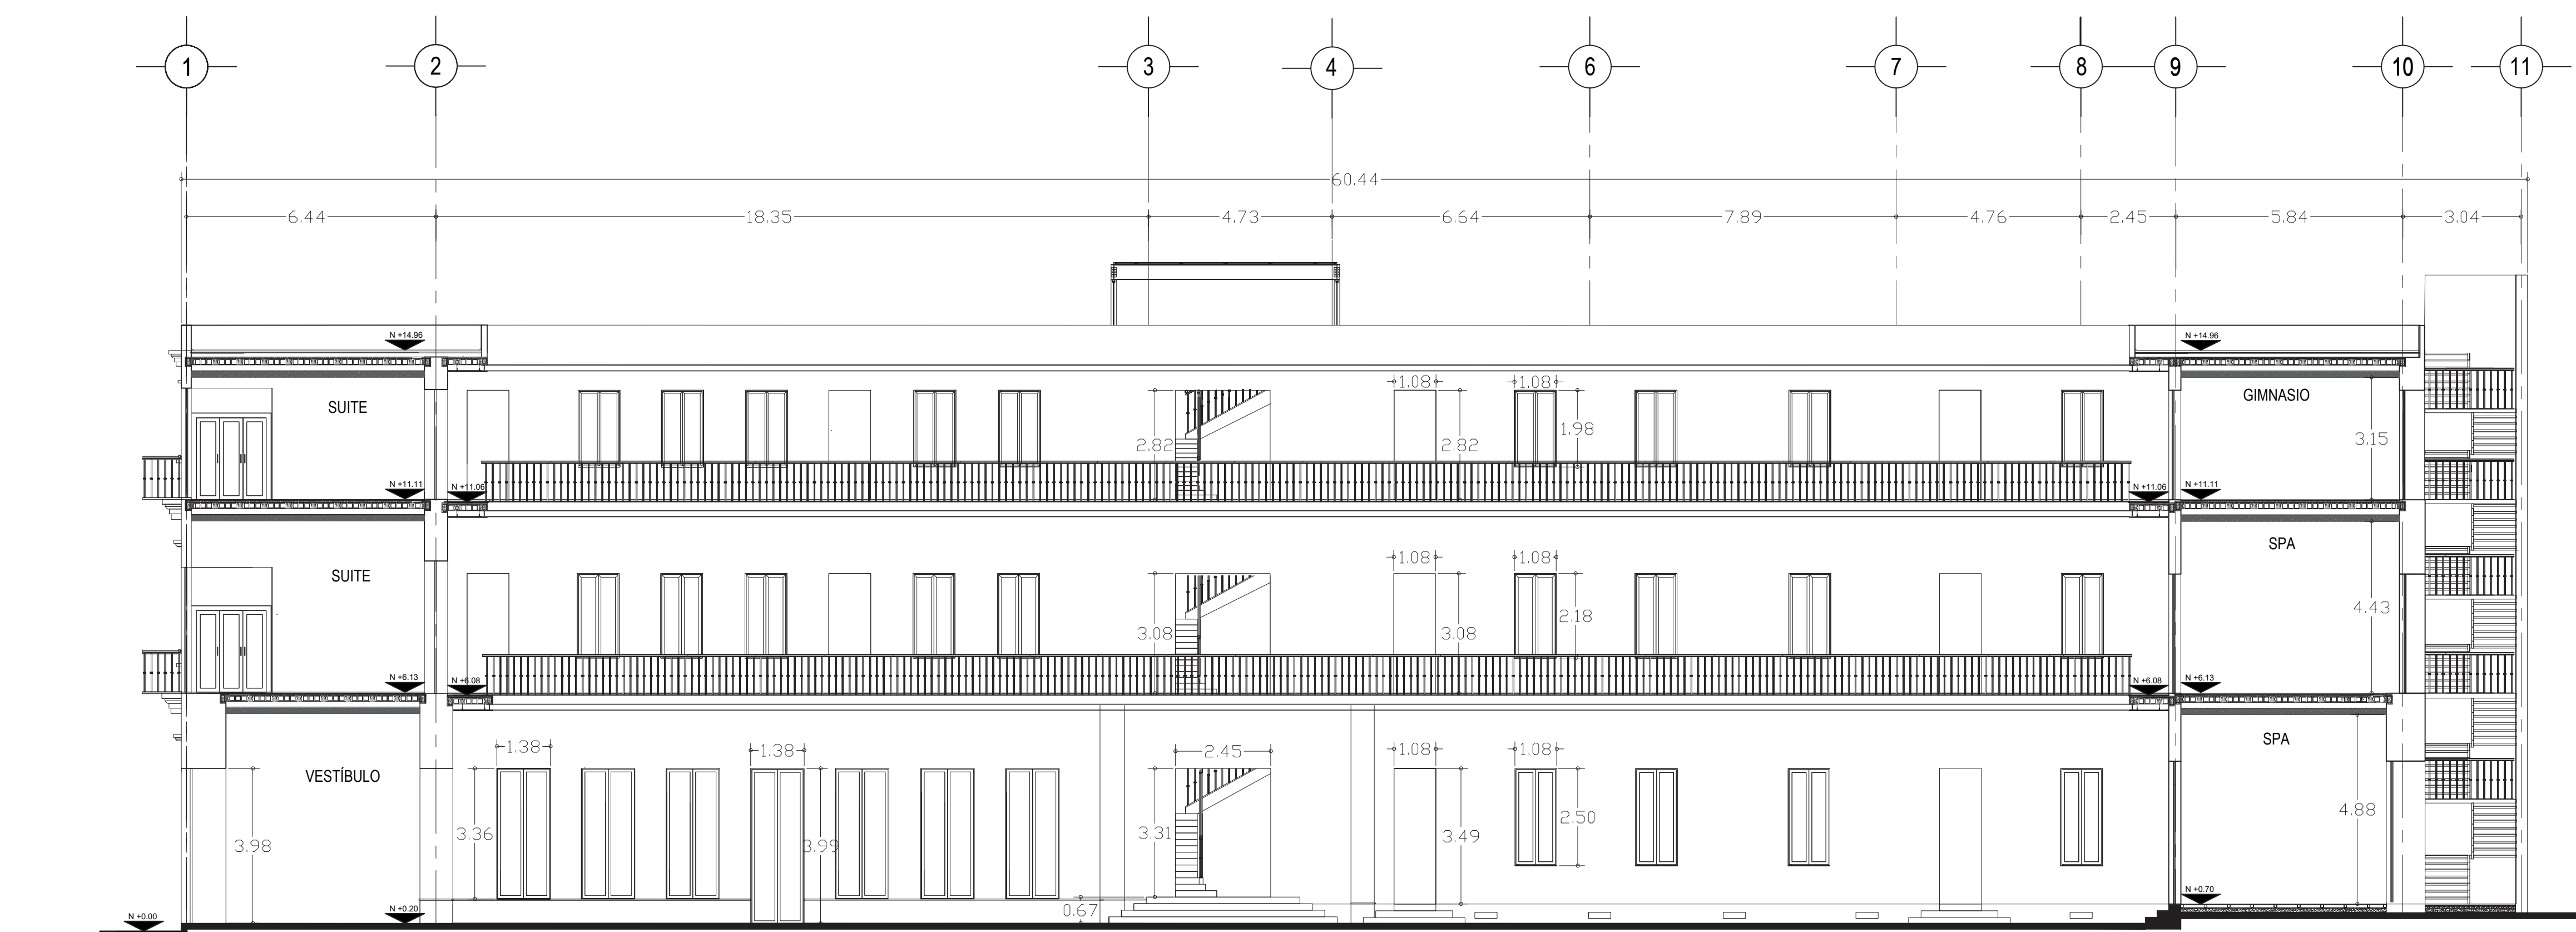 1 2 3 4 6 7 8 9 10 11
60.44
6.44 18.35 4.73 6.64 7.89 4.76 2.45 5.84 3.04
N +14.96 N +14.96
1.08 1.08
SUITE GIMNASIO
2.82 2.82 1.98 3.15
N +11.11 N +11.06 N +11.06 N +11.11
SPA
1.08 1.08
SUITE
4.43
3.08 3.08 2.18
N +6.13 N +6.08 N +6.08 N +6.13
SPA
1.38 1.38 2.45 1.08 1.08
VESTÍBULO
4.88
3.98 3.36 3.99 3.31 3.49 2.50
N +0.70
N +0.00 N +0.20 0.67